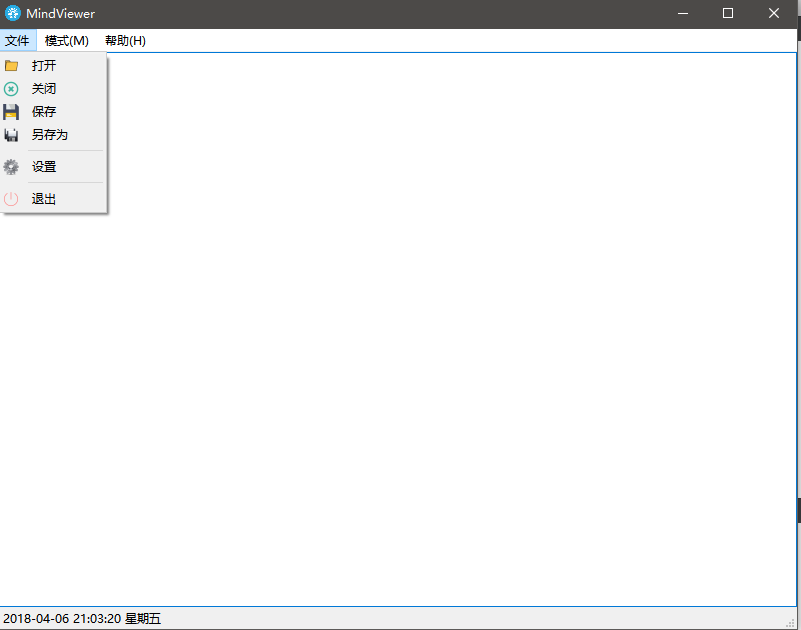 MindViewer
文件 模式(M) 帮助(H)
打开
关闭
保存
另存为
设置
退出
2018-04-06 21:03:20 星期五